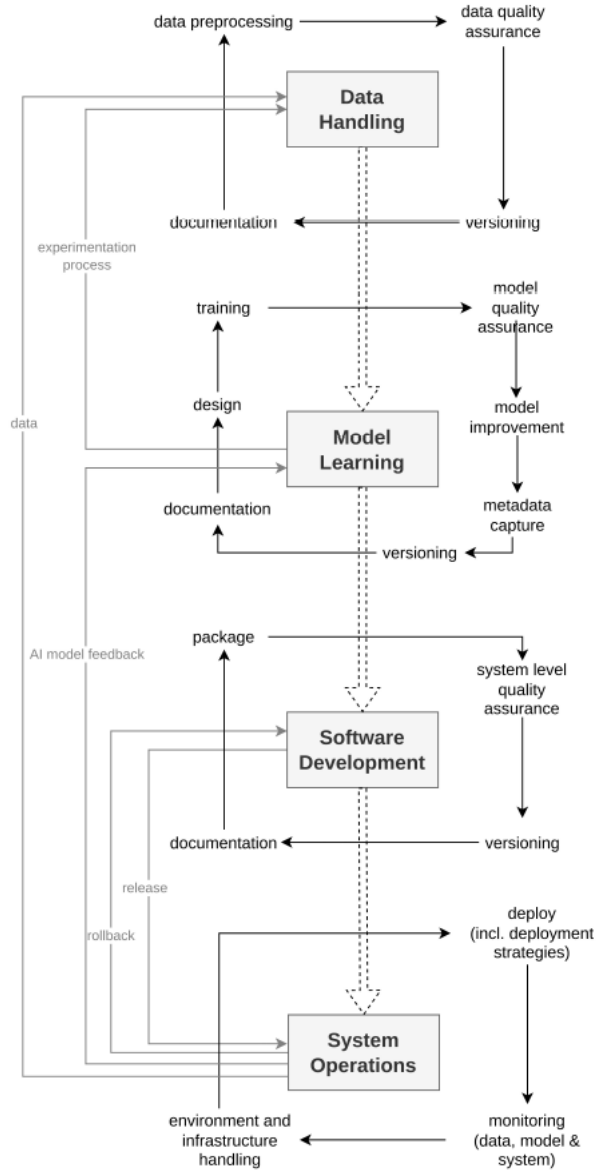 data preprocessing
data quality
assurance
Data
Handling
documentation
versioning
experimentation
process
training
model
quality
assurance
data
design
model
improvement
Model
Learning
documentation
metadata
capture
versioning
package
AI model feedback
system level
quality
assurance
Software
Development
documentation
versioning
release
rollback
deploy
(incl. deployment
strategies)
System
Operations
environment and
infrastructure
handling
monitoring
(data, model &
system)